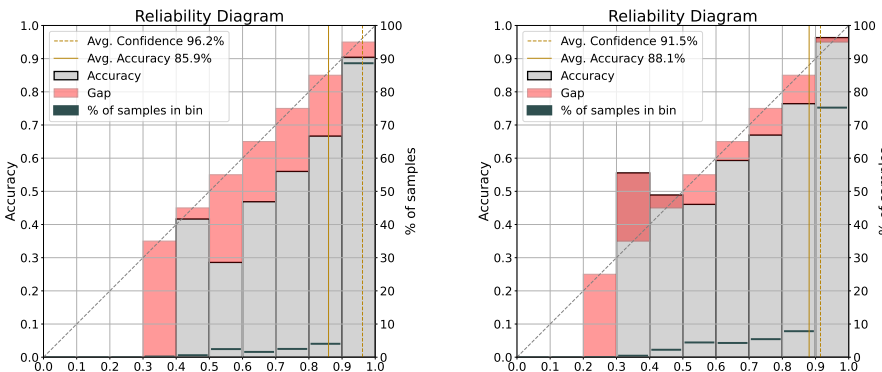 Reliability Diagram
Avg. Confidence 96.2%
Avg. Accuracy 85.9%
Accuracy
Gap
% of samples in bin
Accuracy
% of samples
1.0
0.9
0.8
0.7
0.6
0.5
0.4
0.3
0.2
0.1
0.0
100
90
80
70
60
50
40
30
20
10
0
0.0 0.1 0.2 0.3 0.4 0.5 0.6 0.7 0.8 0.9 1.0
Reliability Diagram
Avg. Confidence 91.5%
Avg. Accuracy 88.1%
Accuracy
Gap
% of samples in bin
Accuracy
1.0
0.9
0.8
0.7
0.6
0.5
0.4
0.3
0.2
0.1
0.0
100
90
80
70
60
50
40
30
20
10
0
0.0 0.1 0.2 0.3 0.4 0.5 0.6 0.7 0.8 0.9 1.0